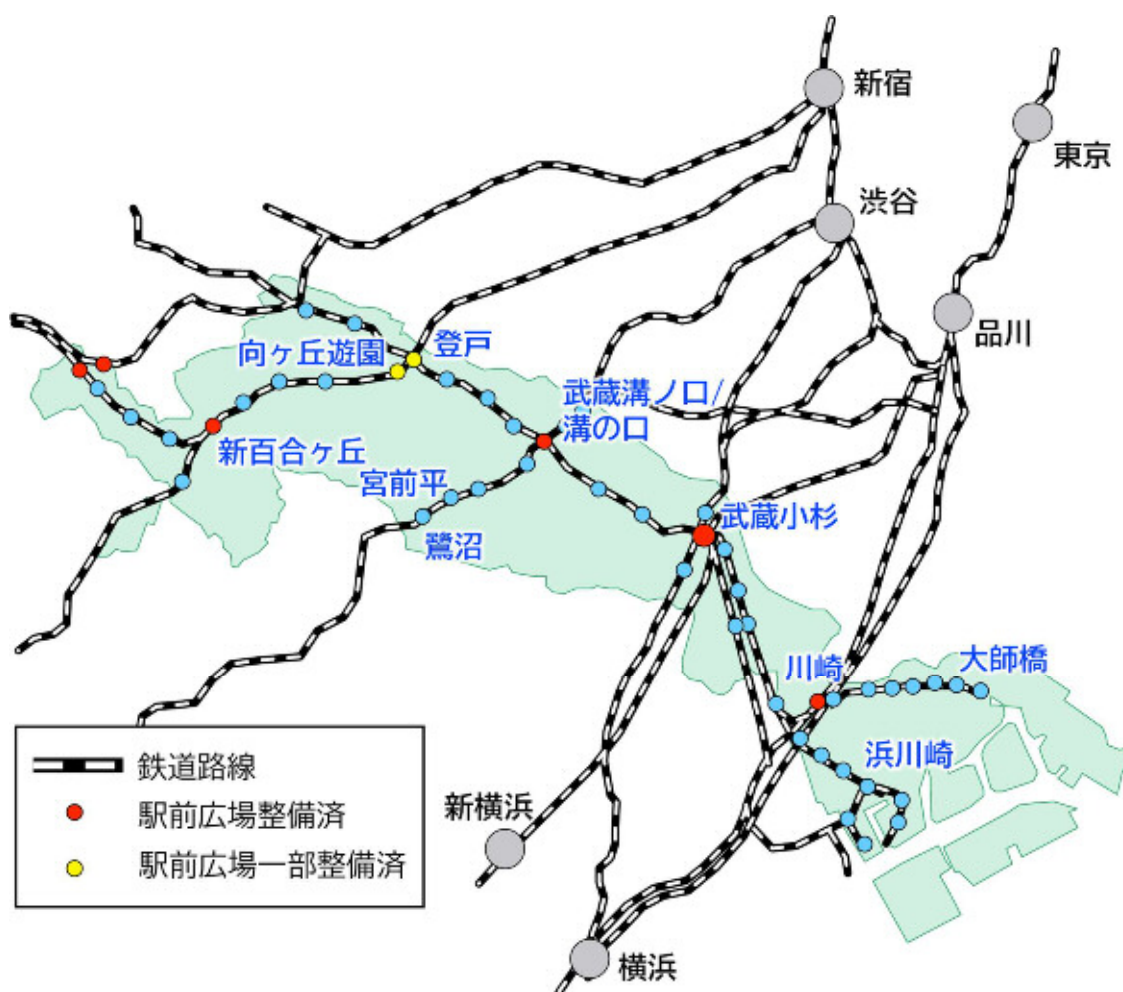 新宿
東京
渋谷
品川
向ヶ丘遊園
登戸
武蔵溝ノ口/
溝の口
新百合ヶ丘
宮前平
鷺沼
武蔵小杉
川崎
大師橋
浜川崎
新横浜
横浜
鉄道路線
駅前広場整備済
駅前広場一部整備済